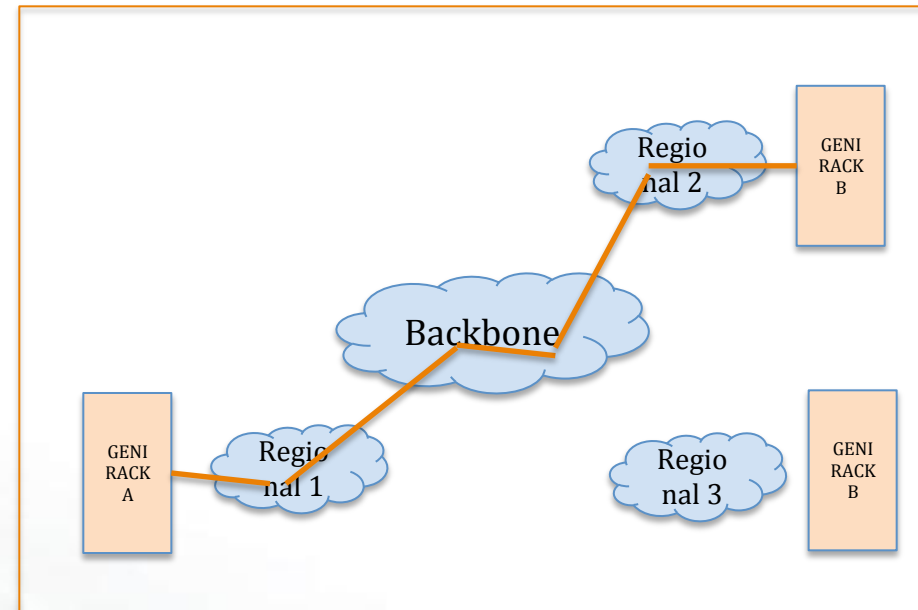 Regio
nal 2
GENI
RACK
B
Backbone
GENI
RACK
A
Regio
nal 1
Regio
nal 3
GENI
RACK
B